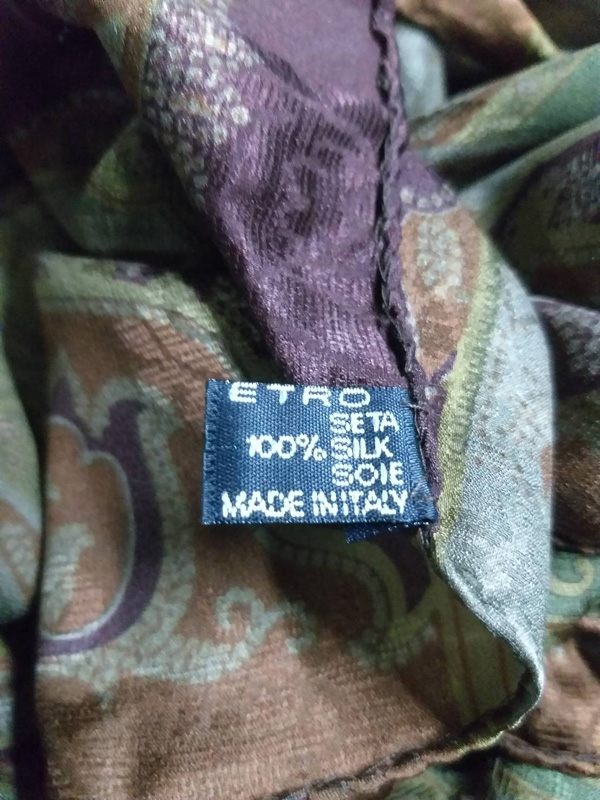 ETRO
SETA
100% SILK
SOIE
MADE IN ITALY